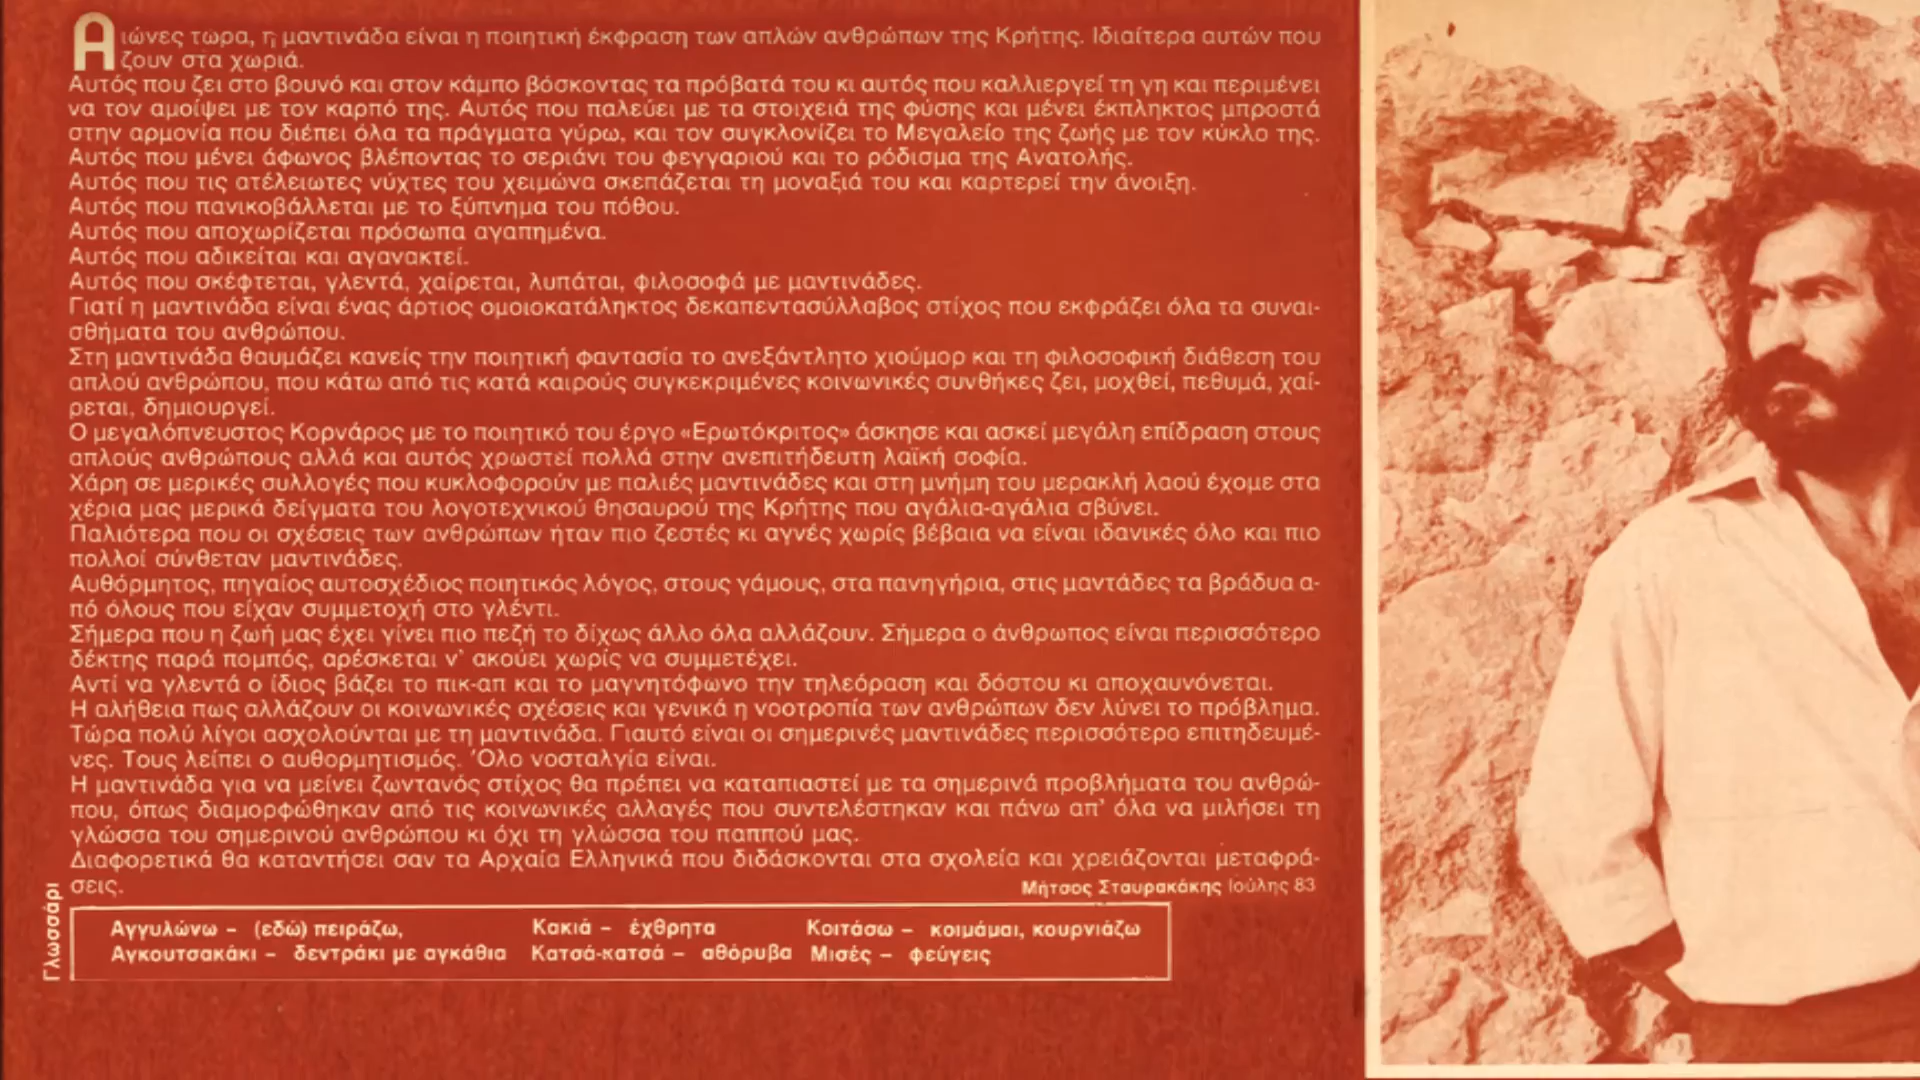 Αιώνες τωρα, η μαντινάδα είναι η ποιητική έκφραση των απλών ανθρώπων της Κρήτης. Ιδιαίτερα αυτών που
ζουν στα χωριά.
Αυτός που ζει στο βουνό και στον κάμπο βόσκοντας τα πρόβατά του κι αυτός που καλλιεργεί τη γη και περιμένει
να τον αμοίψει με τον καρπό της. Αυτός που παλεύει με τα στοιχειά της φύσης και μένει έκπληκτος μπροστά
στην αρμονία που διέπει όλα τα πράγματα γύρω, και τον συγκλονίζει το Μεγαλείο της ζωής με τον κύκλο της.
Αυτός που μένει άφωνος βλέποντας το σεριάνι του φεγγαριού και το ρόδισμα της Ανατολής.
Αυτός που τις ατέλειωτες νύχτες του χειμώνα σκεπάζεται τη μοναξιά του και καρτερεί την άνοιξη.
Αυτός που πανικοβάλλεται με το ξύπνημα του πόθου.
Αυτός που αποχωρίζεται πρόσωπα αγαπημένα.
Αυτός που αδικείται και αγανακτεί.
Αυτός που σκέφτεται, γλεντά, χαίρεται, λυπάται, φιλοσοφά με μαντινάδες.
Γιατί η μαντινάδα είναι ένας άρτιος ομοιοκατάληκτος δεκαπεντασύλλαβος στίχος που εκφράζει όλα τα συναι-
σθήματα του ανθρώπου.
Στη μαντινάδα θαυμάζει κανείς την ποιητική φαντασία το ανεξάντλητο χιούμορ και τη φιλοσοφική διάθεση του
απλού ανθρώπου, που κάτω από τις κατά καιρούς συγκεκριμένες κοινωνικές συνθήκες ζει, μοχθεί, πεθυμά, χαί-
ρεται, δημιουργεί.
Ο μεγαλόπνευστος Κορνάρος με το ποιητικό του έργο «Ερωτόκριτος» άσκησε και ασκεί μεγάλη επίδραση στους
απλούς ανθρώπους αλλά και αυτός χρωστεί πολλά στην ανεπιτήδευτη λαϊκή σοφία.
Χάρη σε μερικές συλλογές που κυκλοφορούν με παλιές μαντινάδες και στη μνήμη του μερακλή λαού έχομε στα
χέρια μας μερικά δείγματα του λογοτεχνικού θησαυρού της Κρήτης που αγάλια-αγάλια σβύνει.
Παλιότερα που οι σχέσεις των ανθρώπων ήταν πιο ζεστές κι αγνές χωρίς βέβαια να είναι ιδανικές όλο και πιο
πολλοί σύνθεταν μαντινάδες.
Αυθόρμητος, πηγαίος αυτοσχέδιος ποιητικός λόγος, στους γάμους, στα πανηγήρια, στις μαντάδες τα βράδυα α-
πό όλους που είχαν συμμετοχή στο γλέντι.
Σήμερα που η ζωή μας έχει γίνει πιο πεζή το δίχως άλλο όλα αλλάζουν. Σήμερα ο άνθρωπος είναι περισσότερο
δέκτης παρά πομπός, αρέσκεται ν' ακούει χωρίς να συμμετέχει.
Αντί να γλεντά ο ίδιος βάζει το πικ-απ και το μαγνητόφωνο την τηλεόραση και δόστου κι αποχαυνόνεται.
Η αλήθεια πως αλλάζουν οι κοινωνικές σχέσεις και γενικά η νοοτροπία των ανθρώπων δεν λύνει το πρόβλημα.
Τώρα πολύ λίγοι ασχολούνται με τη μαντινάδα. Γιαυτό είναι οι σημερινές μαντινάδες περισσότερο επιτηδευμέ-
νες. Τους λείπει ο αυθορμητισμός. Όλο νοσταλγία είναι.
Η μαντινάδα για να μείνει ζωντανός στίχος θα πρέπει να καταπιαστεί με τα σημερινά προβλήματα του ανθρώ-
που, όπως διαμορφώθηκαν από τις κοινωνικές αλλαγές που συντελέστηκαν και πάνω απ' όλα να μιλήσει τη
γλώσσα του σημερινού ανθρώπου κι όχι τη γλώσσα του παππού μας.
Διαφορετικά θα καταντήσει σαν τα Αρχαία Ελληνικά που διδάσκονται στα σχολεία και χρειάζονται μεταφρά-
σεις.
Μήτσος Σταυρακάκης Ιούλης 83
Γλωσσάρι
Αγγυλώνω – (εδώ) πειράζω, Κακιά – έχθρητα Κοιτάσω – κοιμάμαι, κουρνιάζω
Αγκουτσακάκι – δεντράκι με αγκάθια Κατσά-κατσά – αθόρυβα Μισές – φεύγεις